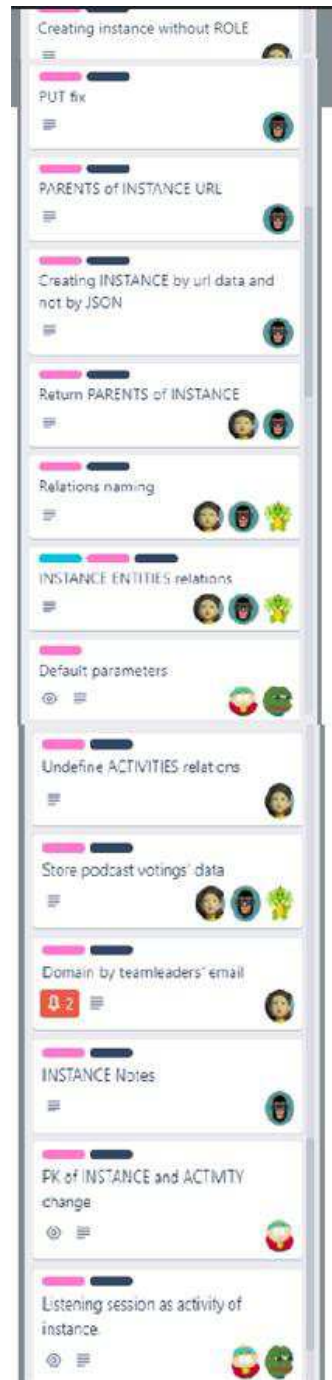 Creating instance without ROLE
PUT fix
PARENTS of INSTANCE URL
Creating INSTANCE by url data and
not by JSON
Return PARENTS of INSTANCE
Relations naming
INSTANCE ENTITIES relations
Default parameters
Undefine ACTIVITIES relations
Store podcast votings' data
Domain by teamleaders' email
2
INSTANCE Notes
PK of INSTANCE and ACTIVITY
change
Listening session as activity of
instance.